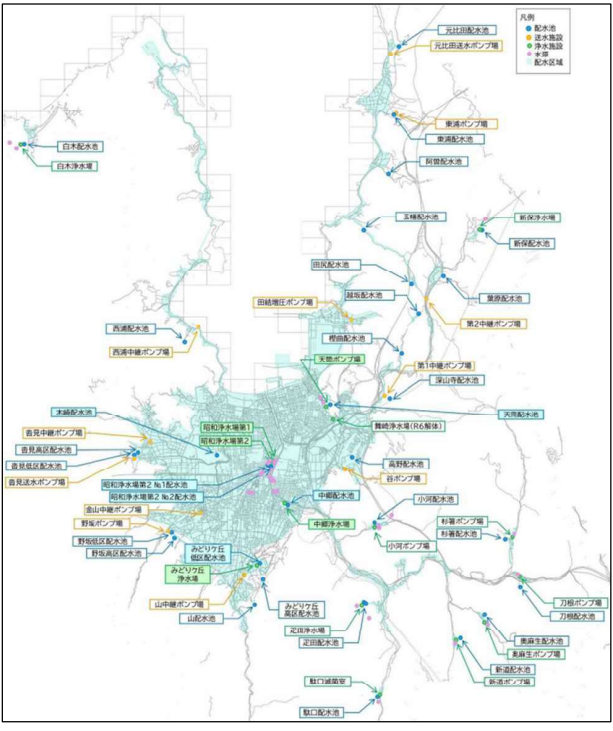 凡例
配水池
送水施設
浄水施設
水源
配水区域
元比田配水池
元比田送水ポンプ場
東浦ポンプ場
東浦配水池
阿曽配水池
白木配水池
白木浄水場
五幡配水池
新保浄水場
新保配水池
田尻配水池
越坂配水池
葉原配水池
田結増圧ポンプ場
第2中継ポンプ場
西浦配水池
西浦中継ポンプ場
樫曲配水池
天筒ポンプ場
第1中継ポンプ場
深山寺配水池
木崎配水池
天筒配水池
昭和浄水場第1
昭和浄水場第2
舞崎浄水場(R6解体)
沓見中継ポンプ場
沓見高区配水池
沓見低区配水池
沓見送水ポンプ場
高野配水池
谷ポンプ場
昭和浄水場第2 №1配水池
昭和浄水場第2 №2配水池
中郷配水池
小河配水池
金山中継ポンプ場
野坂ポンプ場
中郷浄水場
杉箸ポンプ場
杉箸配水池
野坂低区配水池
野坂高区配水池
みどりケ丘
低区配水池
小河ポンプ場
みどりケ丘
浄水場
山中継ポンプ場
山配水池
みどりケ丘
高区配水池
刀根ポンプ場
刀根配水池
疋田浄水場
疋田配水池
奥麻生配水池
奥麻生ポンプ場
新道配水池
新道ポンプ場
駄口滅菌室
駄口配水池